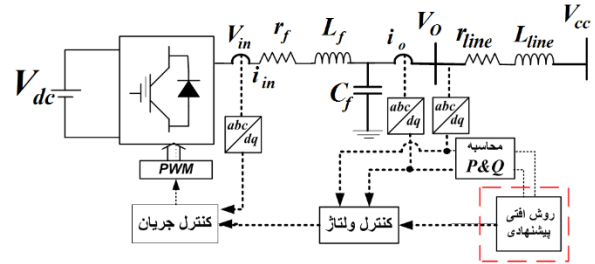 V_cc
V_in r_f L_f i_o V_O r_line L_line
i_in
V_dc
C_f
abc/dq abc/dq abc/dq
محاسبه
P&Q
PWM
روش افتی
پیشنهادی
کنترل ولتاژ
کنترل جریان